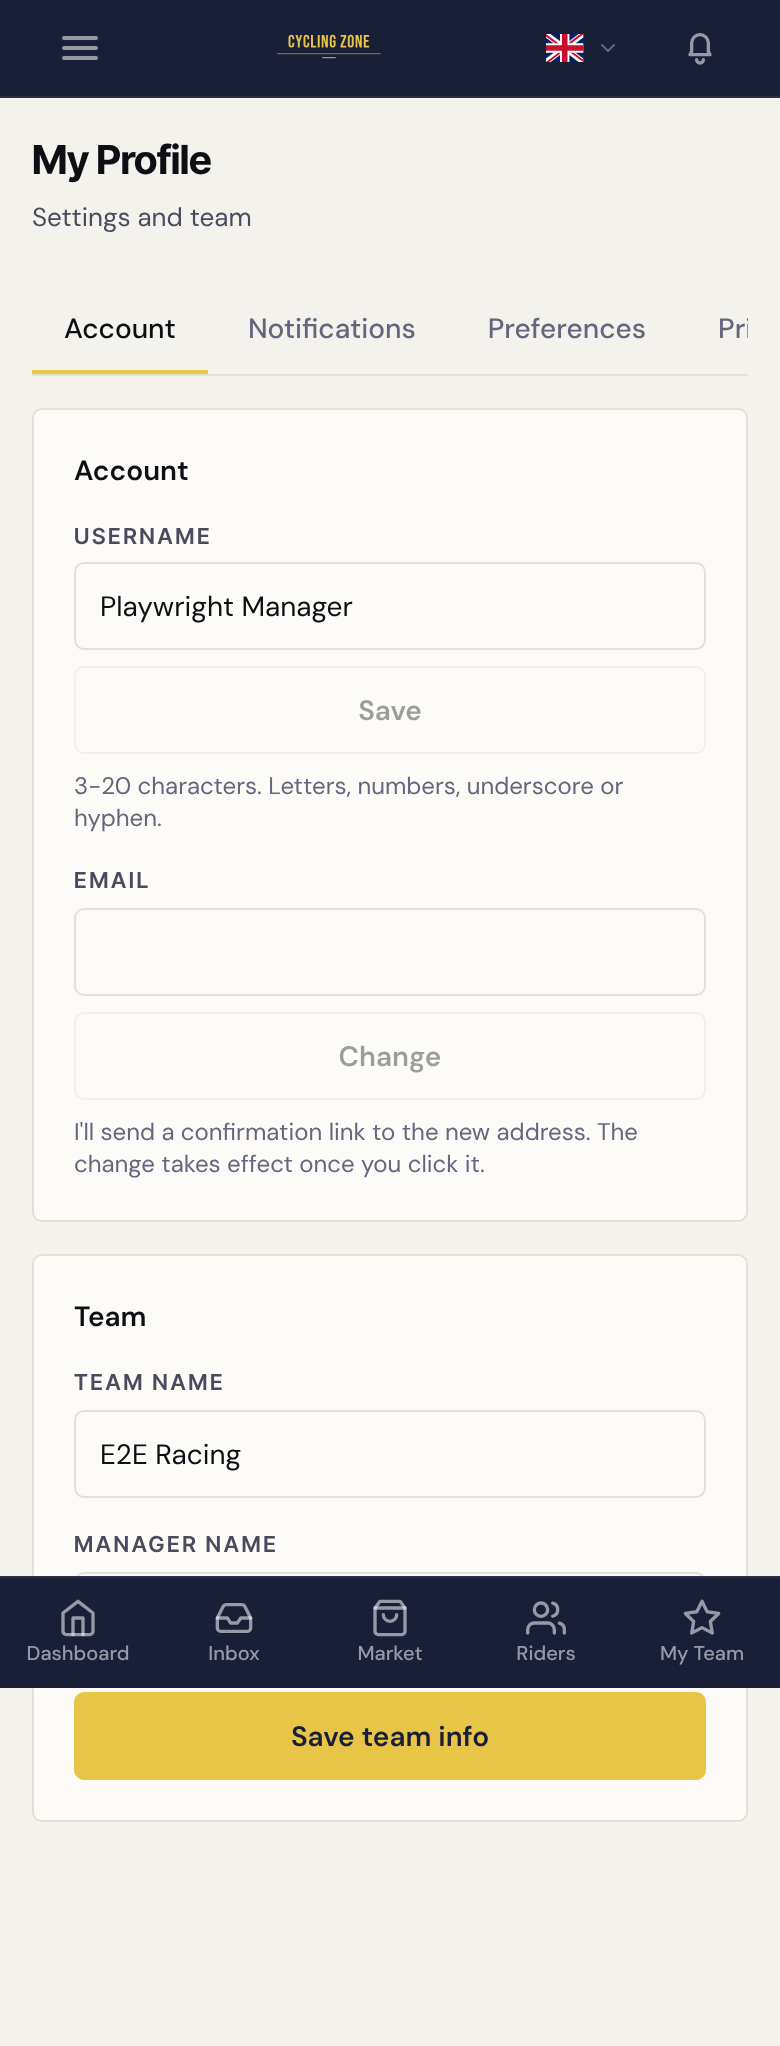 CYCLING ZONE
My Profile
Settings and team
Account Notifications Preferences Pri
Account
USERNAME
Playwright Manager
Save
3-20 characters. Letters, numbers, underscore or
hyphen.
EMAIL
Change
I'll send a confirmation link to the new address. The
change takes effect once you click it.
Team
TEAM NAME
E2E Racing
MANAGER NAME
Dashboard Inbox Market Riders My Team
Save team info